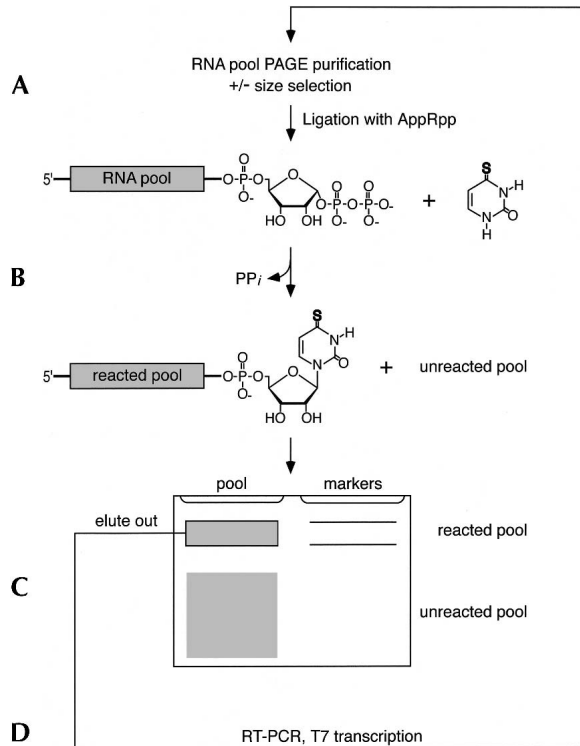 RNA pool PAGE purification
+/- size selection
A
Ligation with AppRpp
5' RNA pool O-P-O O O- O HO OH O-P-O-P-O- O O O- O- + S N-H O N H
B
PPi
5' reacted pool O-P-O O O- O HO OH S N-H N O + unreacted pool
pool markers
elute out
reacted pool
C
unreacted pool
D RT-PCR, T7 transcription